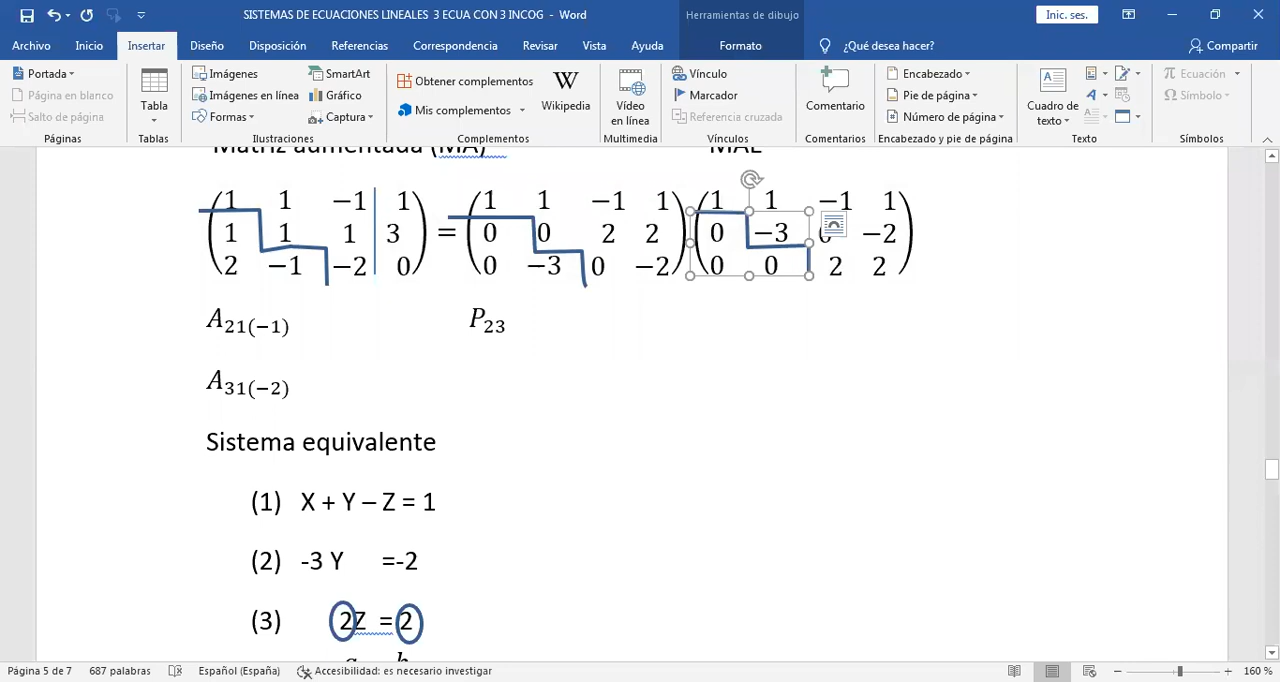 SISTEMAS DE ECUACIONES LINEALES 3 ECUA CON 3 INCOG - Word
Herramientas de dibujo
Inic. ses.
Archivo Inicio Insertar Diseño Disposición Referencias Correspondencia Revisar Vista Ayuda Formato ¿Qué desea hacer? Compartir
Portada
Página en blanco
Salto de página
Páginas
Tabla
Tablas
Imágenes
Imágenes en línea
Formas
SmartArt
Gráfico
Captura
Ilustraciones
Obtener complementos
Mis complementos
Wikipedia
Complementos
Vídeo
en línea
Multimedia
Vínculo
Marcador
Referencia cruzada
Vínculos
Comentario
Comentarios
Encabezado
Pie de página
Número de página
Encabezado y pie de página
Cuadro de
texto
Texto
Ecuación
Símbolo
Símbolos
Matriz aumentada (MA) MAE
1 1 −1 1 1 1 −1 1 1 1 −1 1
1 1 1 3 = 0 0 2 2 0 −3 0 −2
2 −1 −2 0 0 −3 0 −2 0 0 2 2
A21(−1) P23
A31(−2)
Sistema equivalente
(1) X + Y – Z = 1
(2) -3 Y =-2
(3) 2Z = 2
a b
Página 5 de 7 687 palabras Español (España) Accesibilidad: es necesario investigar 160 %